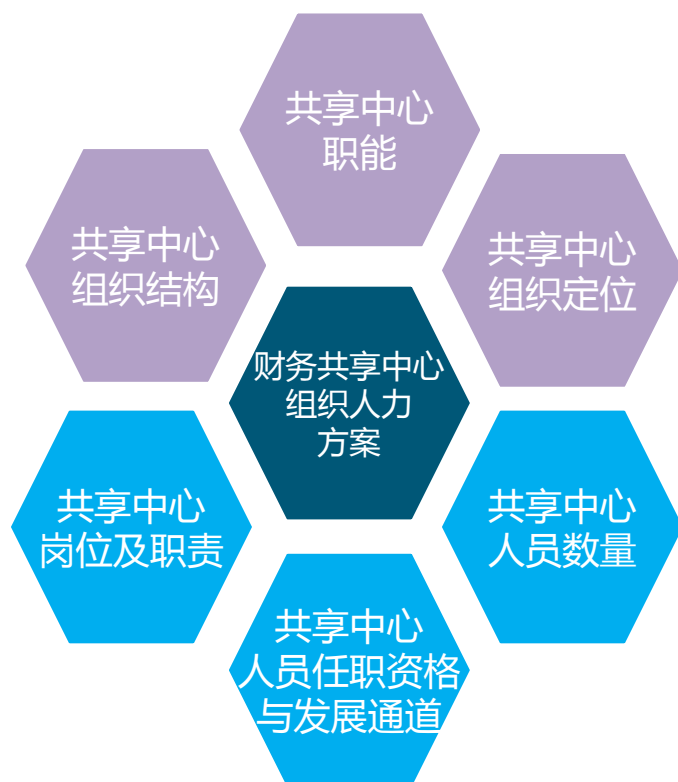 共享中心
职能
共享中心
组织结构
共享中心
组织定位
财务共享中心
组织人力
方案
共享中心
岗位及职责
共享中心
人员数量
共享中心
人员任职资格
与发展通道